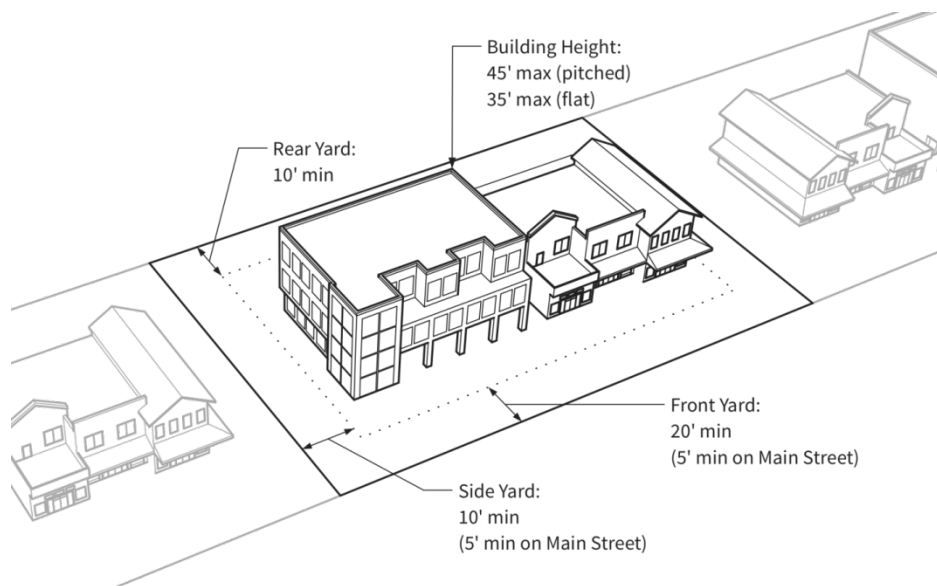 Building Height:
45' max (pitched)
35' max (flat)
Rear Yard:
10' min
Front Yard:
20' min
(5' min on Main Street)
Side Yard:
10' min
(5' min on Main Street)